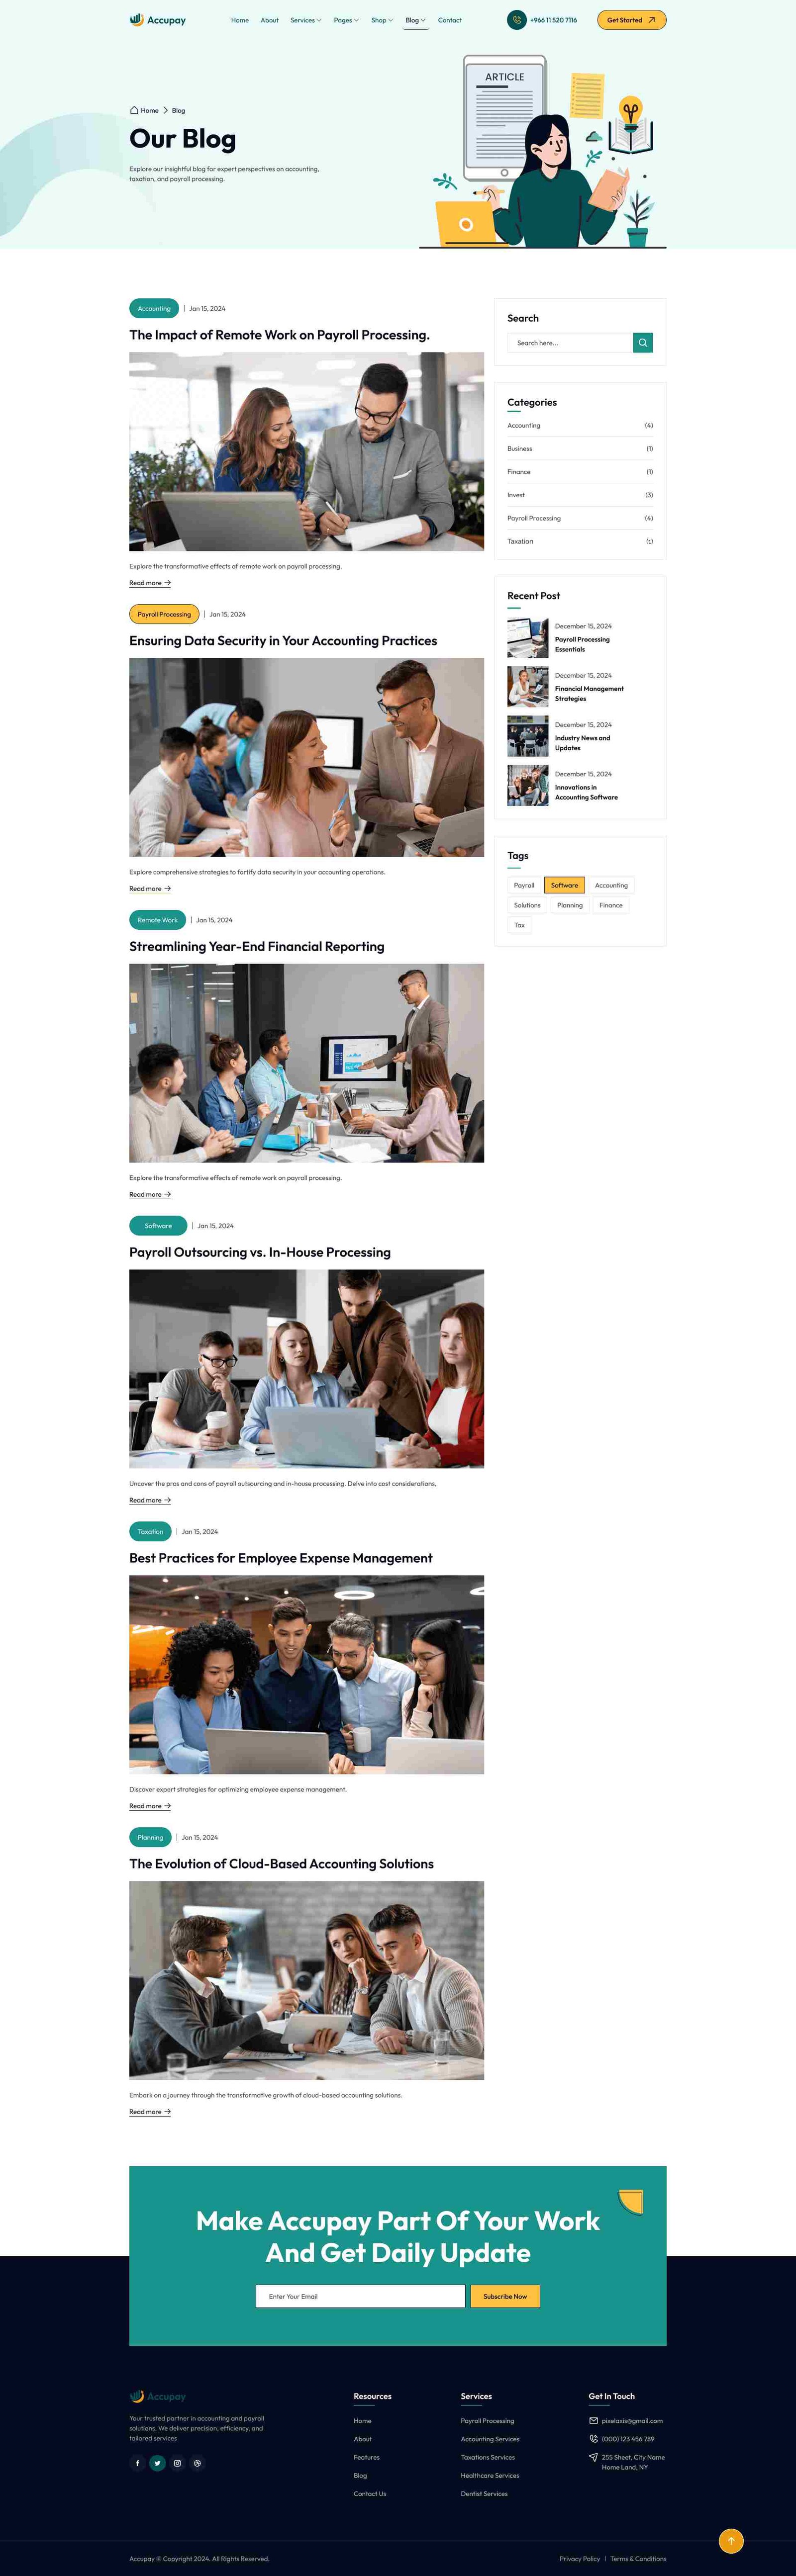 Accupay
Home
About
Services
Pages
Shop
Blog
Contact
+966 11 520 7116
Get Started
ARTICLE
Home
Blog
Our Blog
Explore our insightful blog for expert perspectives on accounting,
taxation, and payroll processing.
Accounting
| Jan 15, 2024
The Impact of Remote Work on Payroll Processing.
Explore the transformative effects of remote work on payroll processing.
Read more
Payroll Processing
| Jan 15, 2024
Ensuring Data Security in Your Accounting Practices
Explore comprehensive strategies to fortify data security in your accounting operations.
Read more
Remote Work
| Jan 15, 2024
Streamlining Year-End Financial Reporting
Explore the transformative effects of remote work on payroll processing.
Read more
Software
| Jan 15, 2024
Payroll Outsourcing vs. In-House Processing
Uncover the pros and cons of payroll outsourcing and in-house processing. Delve into cost considerations,
Read more
Taxation
| Jan 15, 2024
Best Practices for Employee Expense Management
Discover expert strategies for optimizing employee expense management.
Read more
Planning
| Jan 15, 2024
The Evolution of Cloud-Based Accounting Solutions
Embark on a journey through the transformative growth of cloud-based accounting solutions.
Read more
Search
Search here...
Categories
Accounting (4)
Business (1)
Finance (1)
Invest (3)
Payroll Processing (4)
Taxation (1)
Recent Post
December 15, 2024
Payroll Processing
Essentials
December 15, 2024
Financial Management
Strategies
December 15, 2024
Industry News and
Updates
December 15, 2024
Innovations in
Accounting Software
Tags
Payroll
Software
Accounting
Solutions
Planning
Finance
Tax
Make Accupay Part Of Your Work
And Get Daily Update
Enter Your Email
Subscribe Now
Accupay
Your trusted partner in accounting and payroll
solutions. We deliver precision, efficiency, and
tailored services
Resources
Home
About
Features
Blog
Contact Us
Services
Payroll Processing
Accounting Services
Taxations Services
Healthcare Services
Dentist Services
Get In Touch
pixelaxis@gmail.com
(000) 123 456 789
255 Sheet, City Name
Home Land, NY
Accupay © Copyright 2024. All Rights Reserved.
Privacy Policy | Terms & Conditions